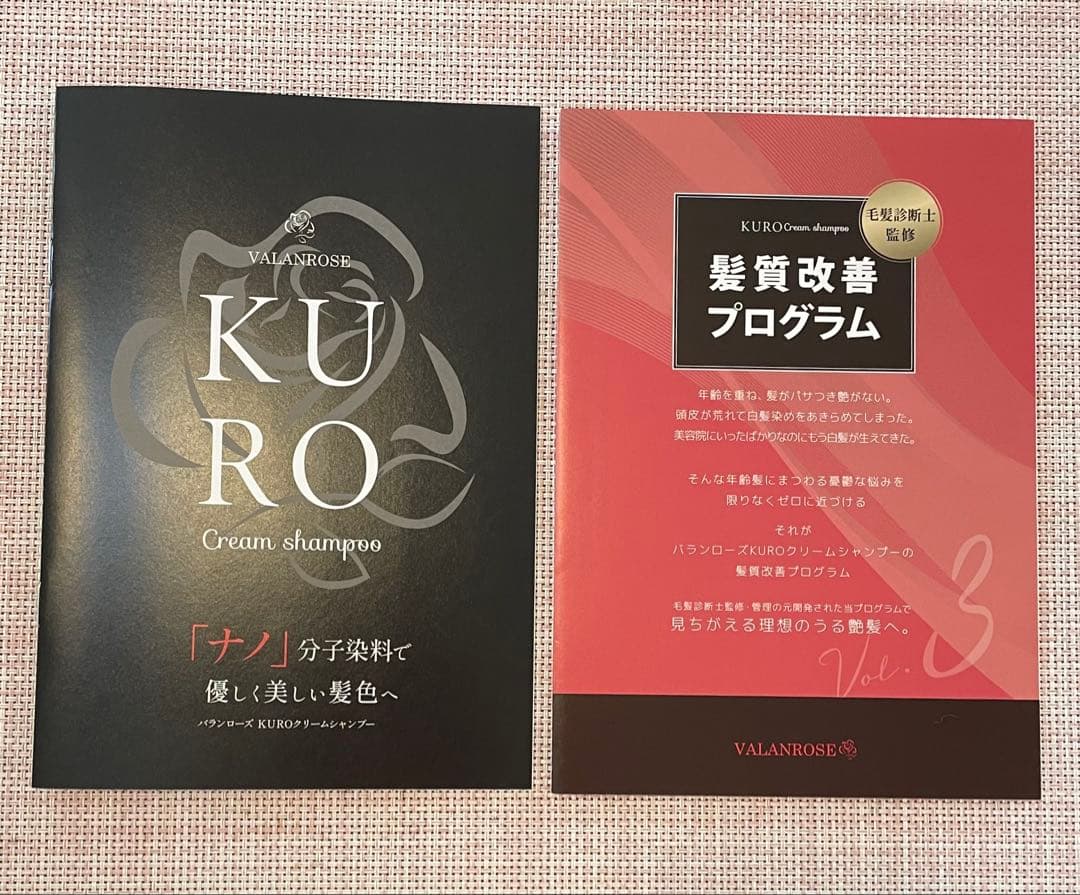 VALANROSE
KU
RO
Cream shampoo
「ナノ」分子染料で
優しく美しい髪色へ
バランローズ KUROクリームシャンプー
KURO Cream shampoo
毛髪診断士
監修
髪質改善
プログラム
年齢を重ね、髪がパサつき艶がない。
頭皮が荒れて白髪染めをあきらめてしまった。
美容院にいったばかりなのにもう白髪が生えてきた。
そんな年齢髪にまつわる憂鬱な悩みを
限りなくゼロに近づける
それが
バランローズKUROクリームシャンプーの
髪質改善プログラム
毛髪診断士監修・管理の元開発された当プログラムで
見ちがえる理想のうる艶髪へ。
Vol. 3
VALANROSE